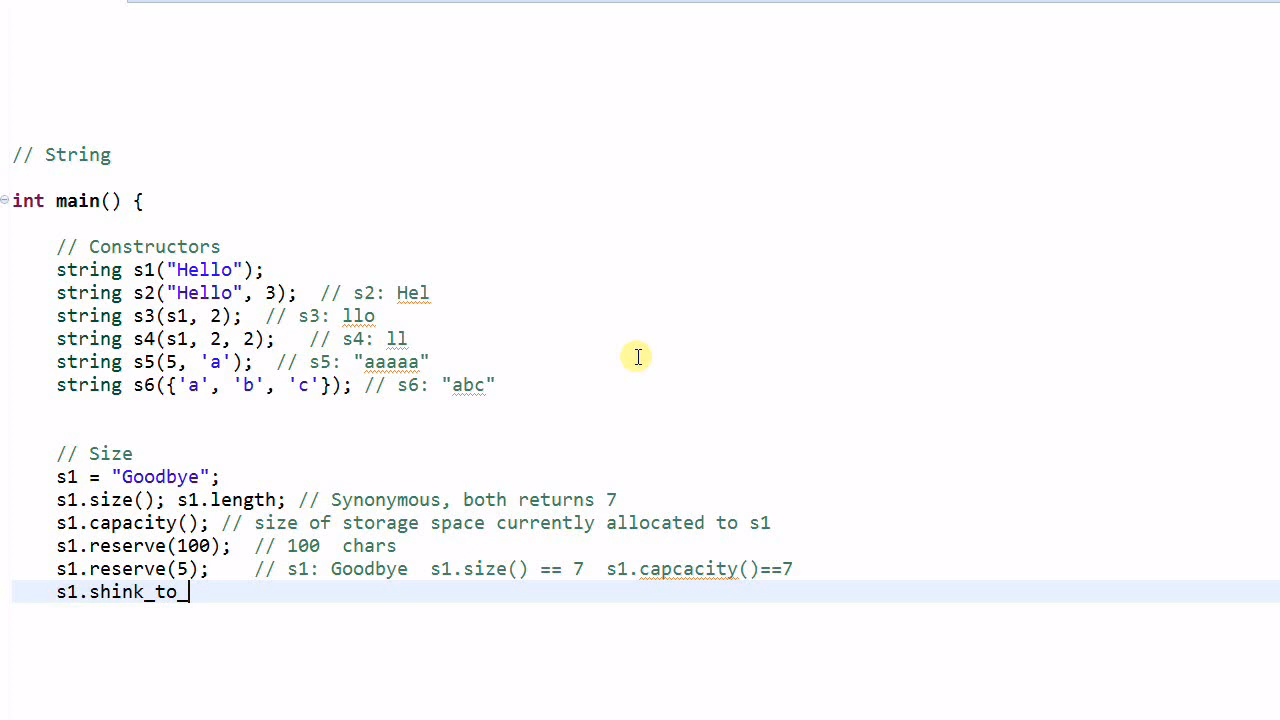 // String
int main() {
// Constructors
string s1("Hello");
string s2("Hello", 3);  // s2: Hel
string s3(s1, 2);  // s3: llo
string s4(s1, 2, 2);   // s4: ll
string s5(5, 'a');  // s5: "aaaaa"
string s6({'a', 'b', 'c'}); // s6: "abc"
// Size
s1 = "Goodbye";
s1.size(); s1.length; // Synonymous, both returns 7
s1.capacity(); // size of storage space currently allocated to s1
s1.reserve(100);  // 100  chars
s1.reserve(5);    // s1: Goodbye  s1.size() == 7  s1.capcacity()==7
s1.shink_to_